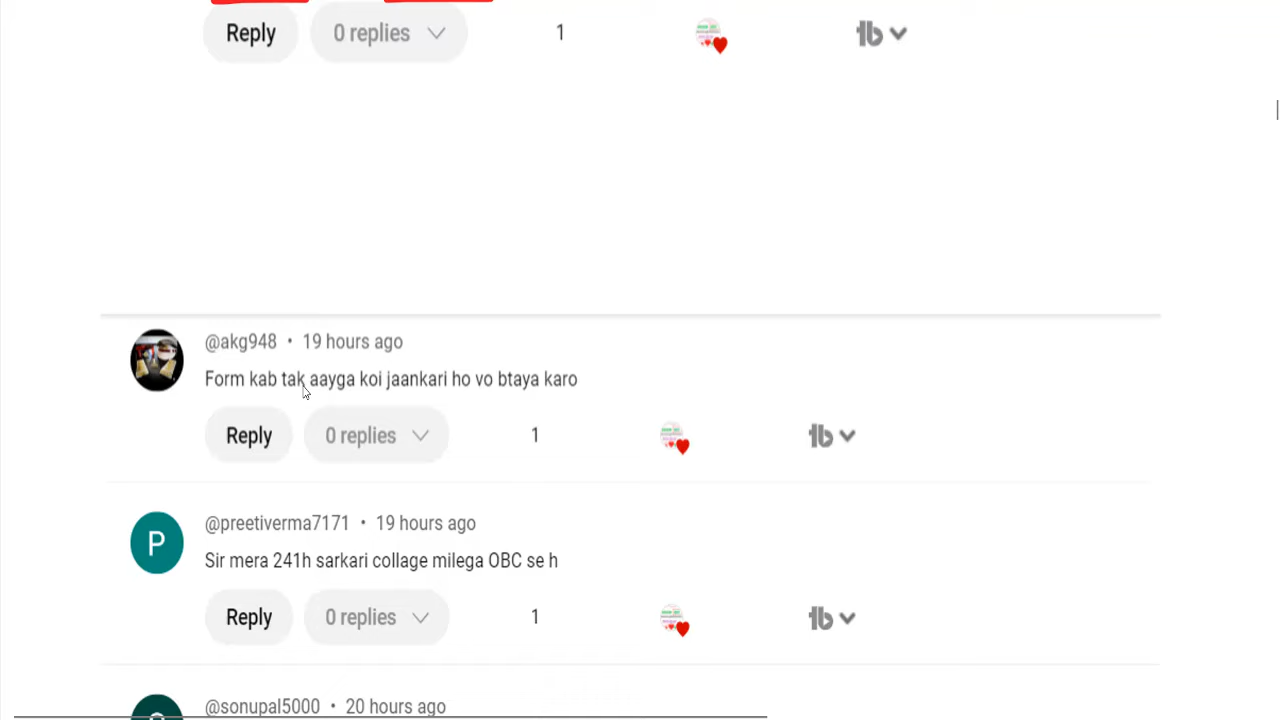 Reply 0 replies 1
@akg948 • 19 hours ago
Form kab tak aayga koi jaankari ho vo btaya karo
Reply 0 replies 1
P
@preetiverma7171 • 19 hours ago
Sir mera 241h sarkari collage milega OBC se h
Reply 0 replies 1
@sonupal5000 • 20 hours ago